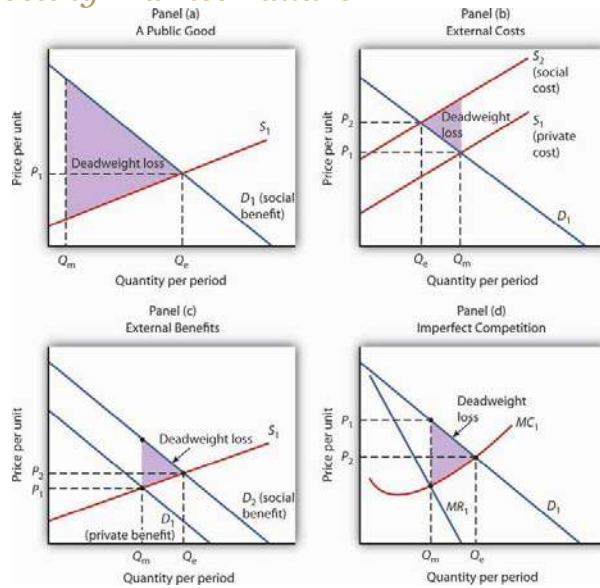 Panel (a)
A Public Good
Price per unit
P1
Deadweight loss
S1
D1 (social
benefit)
Qm
Qe
Quantity per period
Panel (b)
External Costs
Price per unit
P2
P1
Deadweight
loss
S2
(social
cost)
S1
(private
cost)
D1
Qe
Qm
Quantity per period
Panel (c)
External Benefits
Price per unit
P2
P1
Deadweight loss
S1
D2 (social
benefit)
D1
(private benefit)
Qm
Qe
Quantity per period
Panel (d)
Imperfect Competition
Price per unit
P1
P2
Deadweight
loss
MC1
MR1
D1
Qm
Qe
Quantity per period